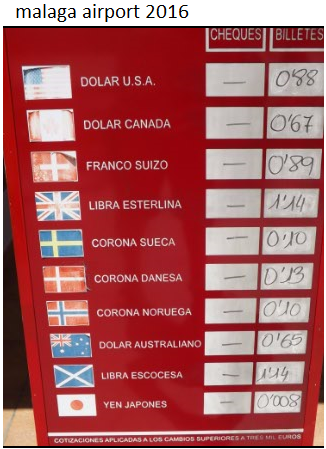 malaga airport 2016
CHEQUES BILLETES
DOLAR U.S.A. — 0'88
DOLAR CANADA — 0'67
FRANCO SUIZO — 0'89
LIBRA ESTERLINA — 1'14
CORONA SUECA — 0'10
CORONA DANESA — 0'13
CORONA NORUEGA — 0'10
DOLAR AUSTRALIANO — 0'65
LIBRA ESCOCESA — 1'14
YEN JAPONES — 0'008
COTIZACIONES APLICADAS A LOS CAMBIOS SUPERIORES A TRES MIL EUROS